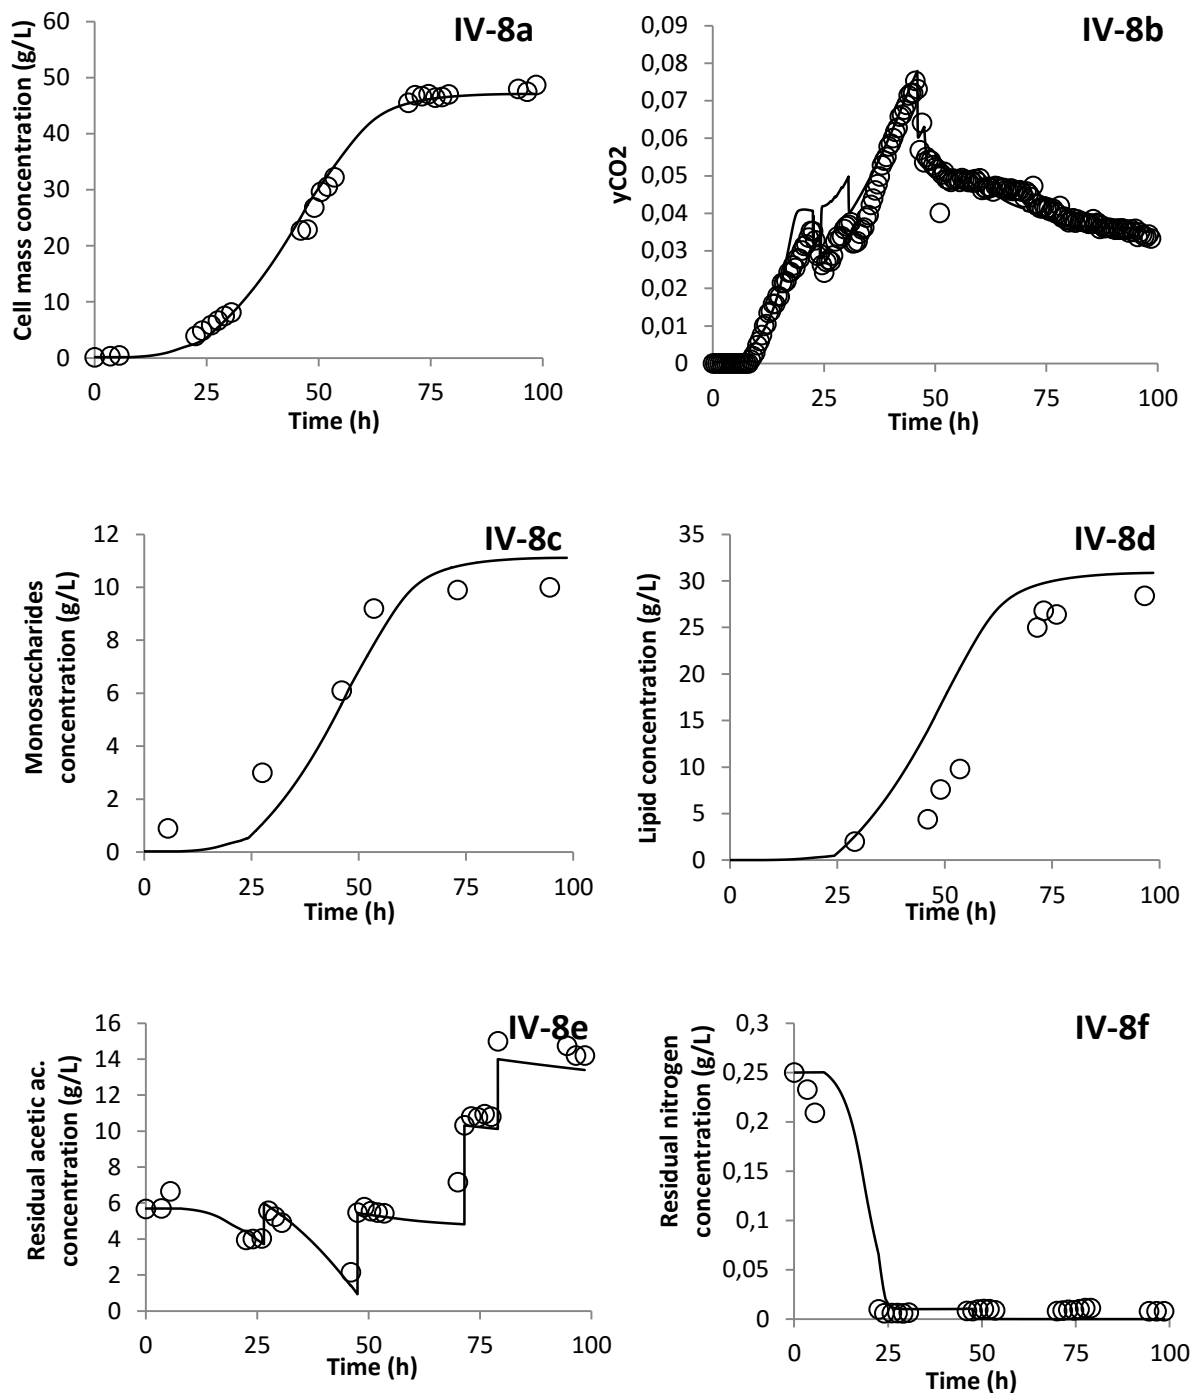 IV-8a
Cell mass concentration (g/L)
60
50
40
30
20
10
0
0 25 50 75 100
Time (h)
IV-8b
yCO2
0,09
0,08
0,07
0,06
0,05
0,04
0,03
0,02
0,01
0
0 25 50 75 100
Time (h)
IV-8c
Monosaccharides
concentration (g/L)
12
10
8
6
4
2
0
0 25 50 75 100
Time (h)
IV-8d
Lipid concentration (g/L)
35
30
25
20
15
10
5
0
0 25 50 75 100
Time (h)
IV-8e
Residual acetic ac.
concentration (g/L)
16
14
12
10
8
6
4
2
0
0 25 50 75 100
Time (h)
IV-8f
Residual nitrogen
concentration (g/L)
0,3
0,25
0,2
0,15
0,1
0,05
0
0 25 50 75 100
Time (h)